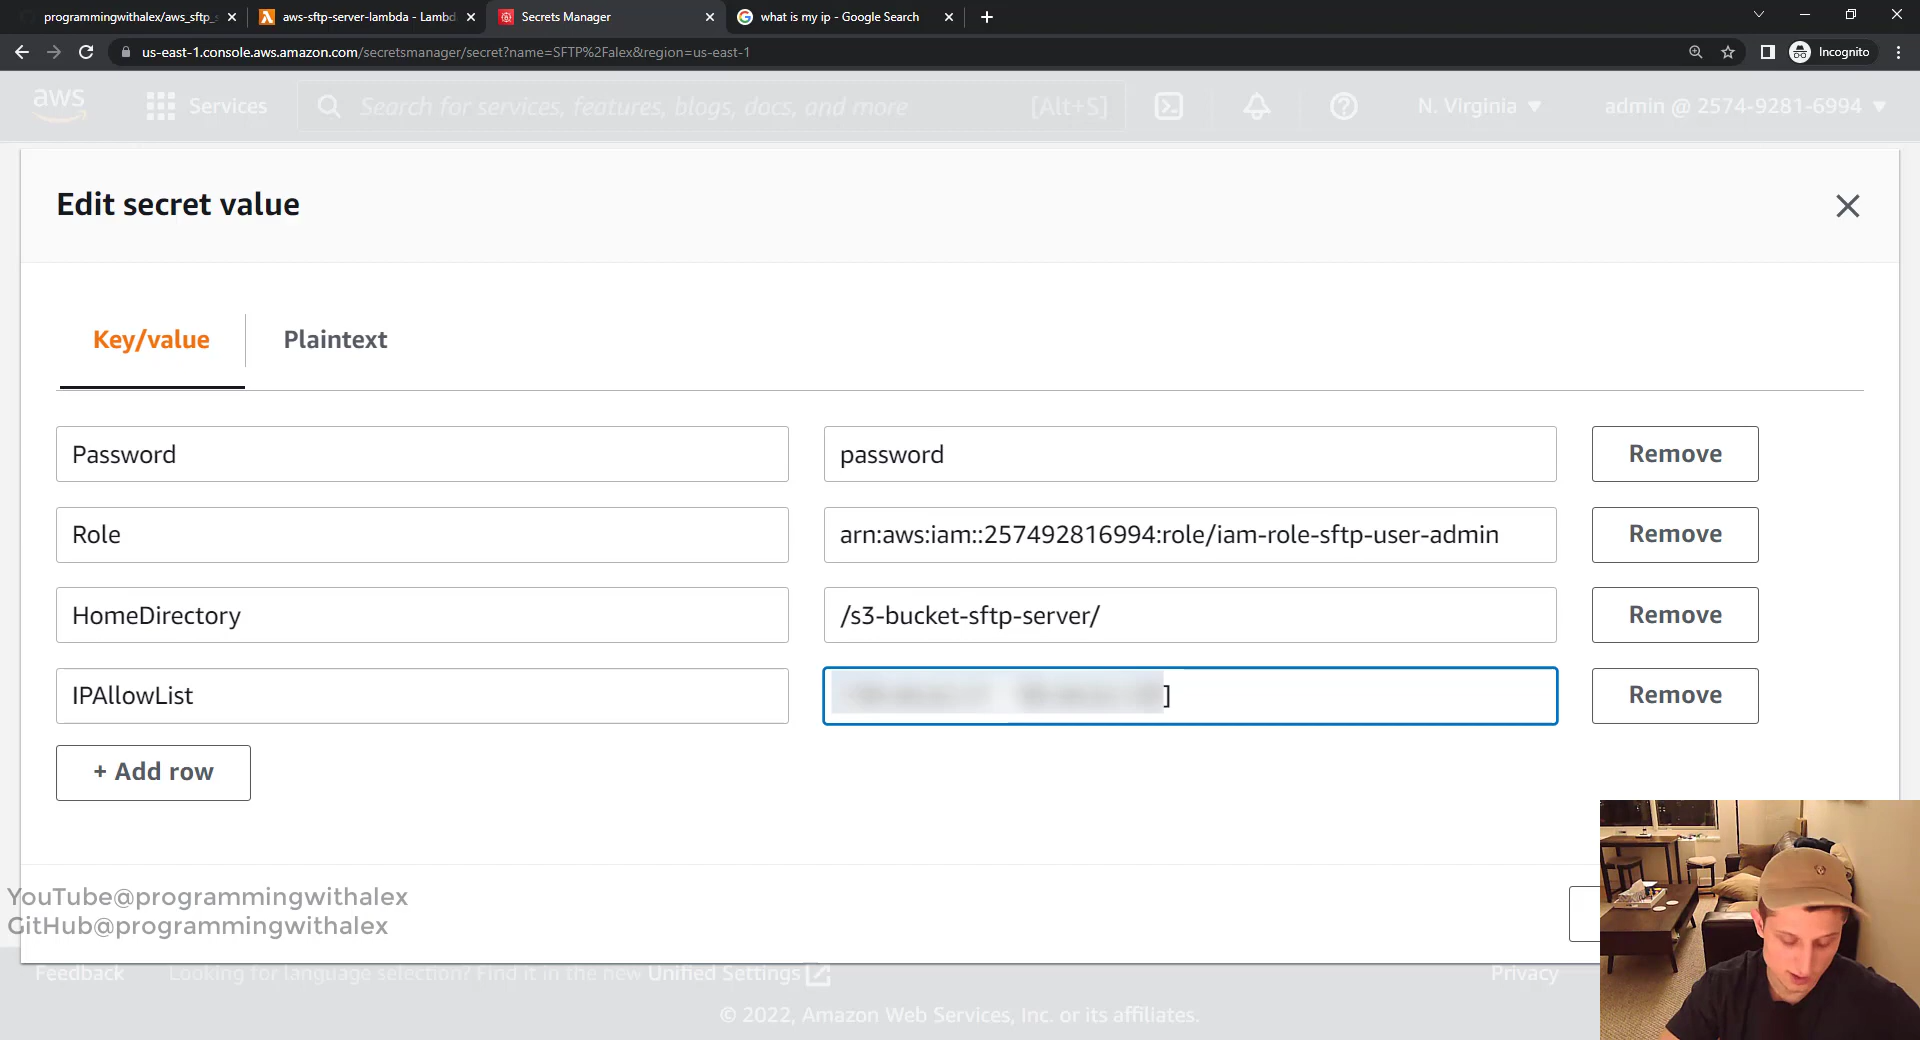 programmingwithalex/aws_sftp_s
aws-sftp-server-lambda - Lambd
Secrets Manager
what is my ip - Google Search
us-east-1.console.aws.amazon.com/secretsmanager/secret?name=SFTP%2Falex&region=us-east-1
Incognito
aws
Services
Search for services, features, blogs, docs, and more
[Alt+S]
N. Virginia
admin @ 2574-9281-6994
Edit secret value
Key/value
Plaintext
Password
password
Remove
Role
arn:aws:iam::257492816994:role/iam-role-sftp-user-admin
Remove
HomeDirectory
/s3-bucket-sftp-server/
Remove
IPAllowList
]
Remove
+ Add row
YouTube@programmingwithalex
GitHub@programmingwithalex
Feedback
Looking for language selection? Find it in the new Unified Settings
Privacy
© 2022, Amazon Web Services, Inc. or its affiliates.